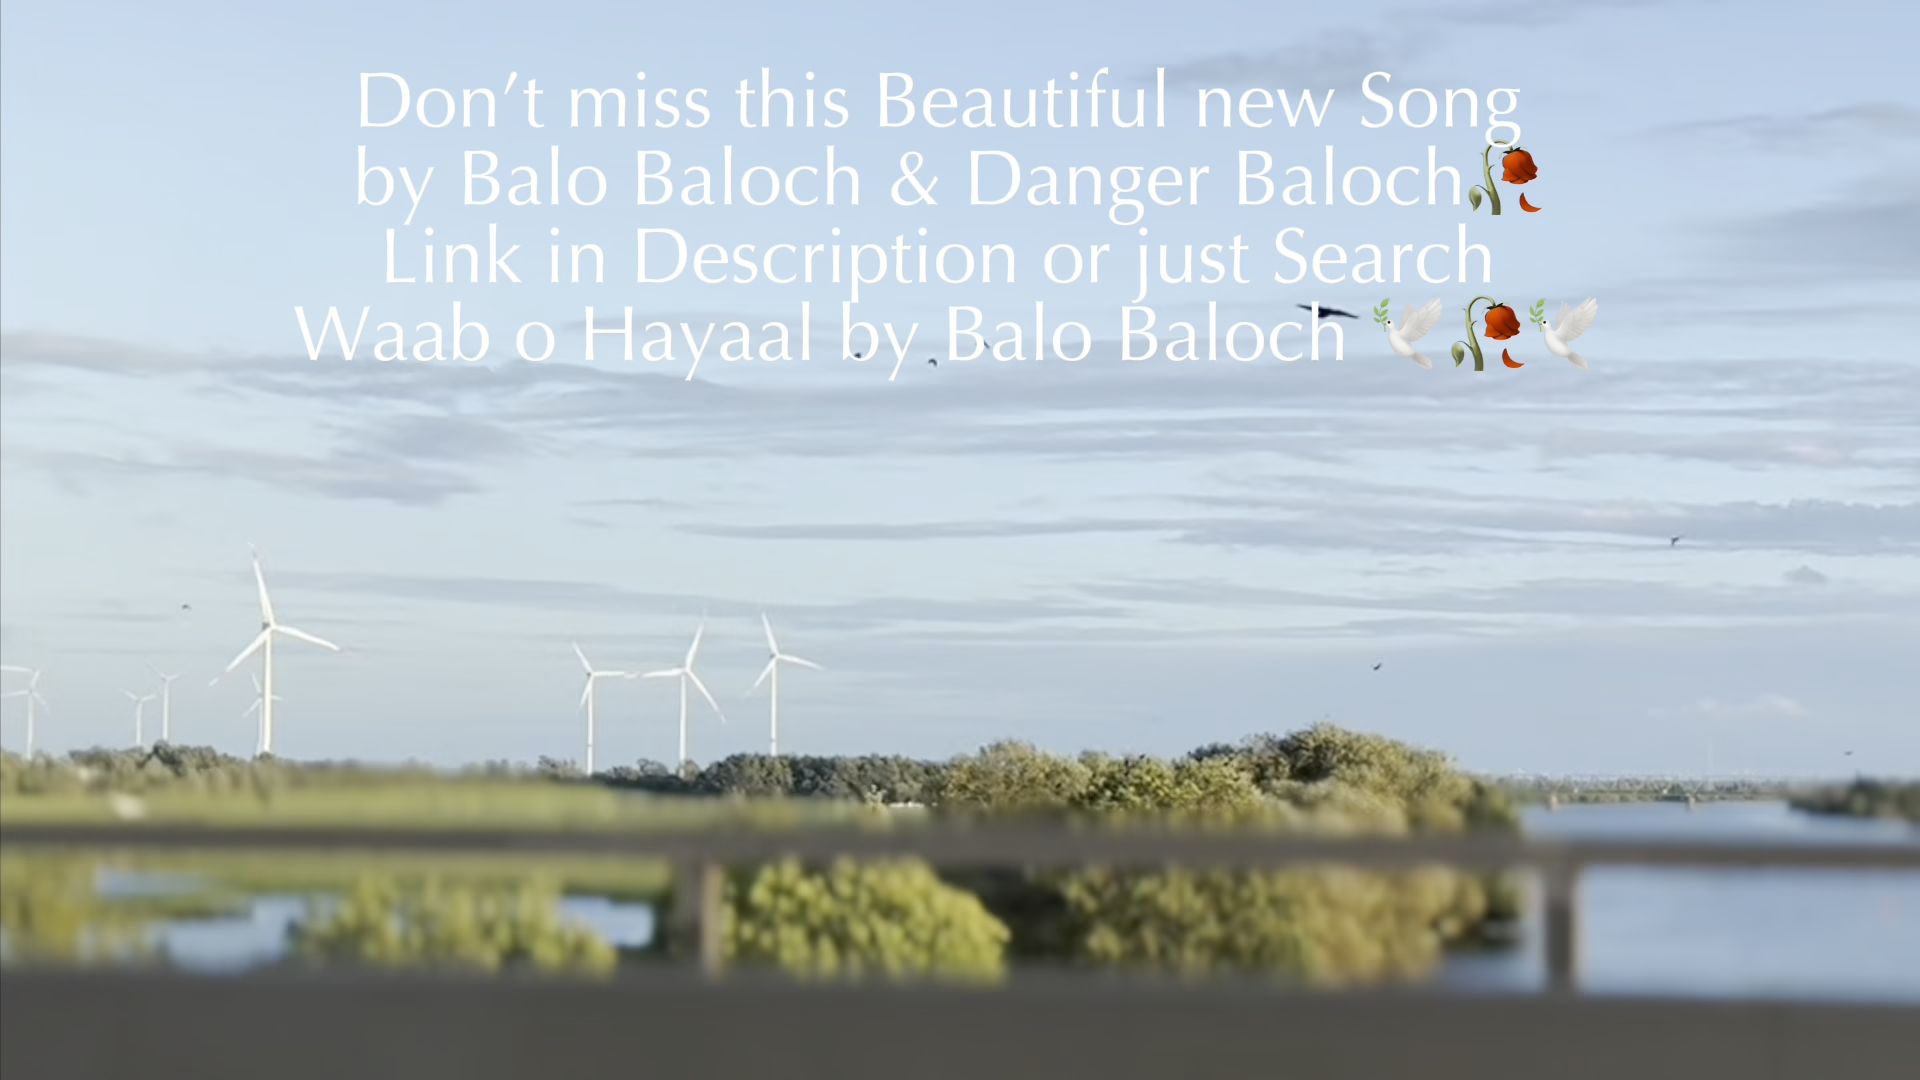 Don’t miss this Beautiful new Song
by Balo Baloch & Danger Baloch🥀
Link in Description or just Search
Waab o Hayaal by Balo Baloch 🕊️🥀🕊️